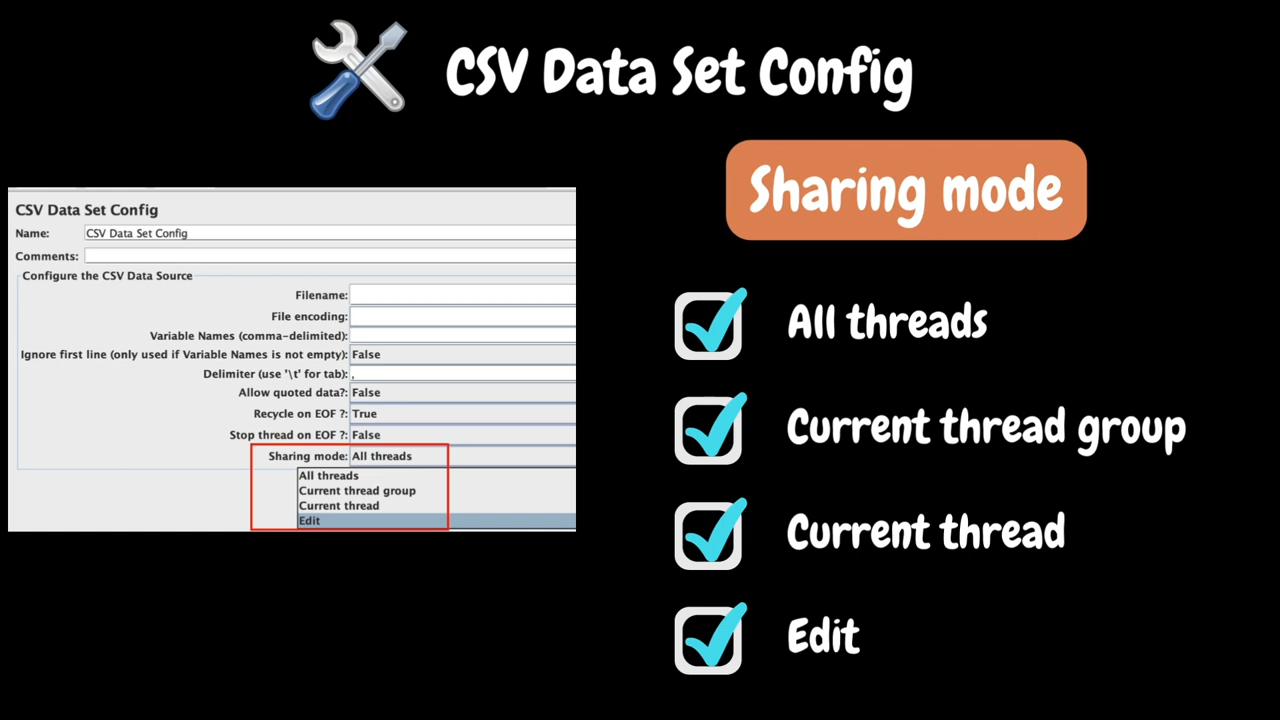 CSV Data Set Config
Sharing mode
CSV Data Set Config
Name: CSV Data Set Config
Comments:
Configure the CSV Data Source
Filename:
File encoding:
Variable Names (comma-delimited):
Ignore first line (only used if Variable Names is not empty): False
Delimiter (use '\t' for tab): ,
Allow quoted data?: False
Recycle on EOF ?: True
Stop thread on EOF ?: False
Sharing mode: All threads
All threads
Current thread group
Current thread
Edit
All threads
Current thread group
Current thread
Edit